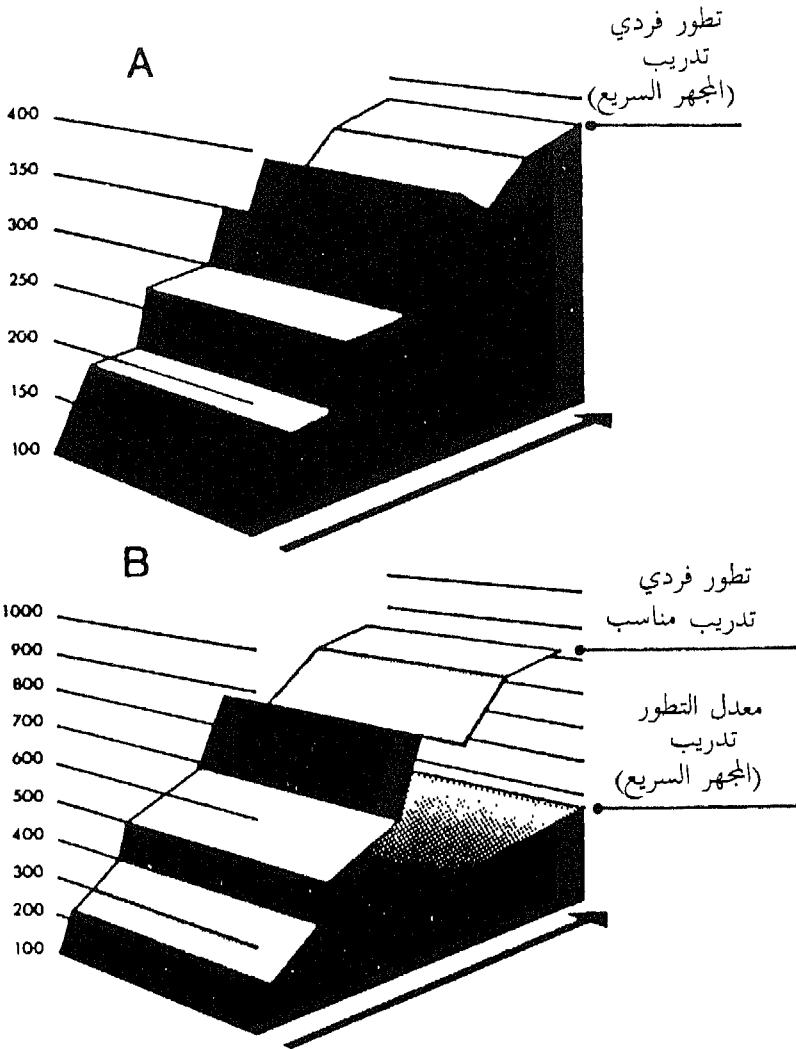 A
تطور فردي
تدريب
(المجهر السريع)
400
350
300
250
200
150
100
B
تطور فردي
تدريب مناسب
معدل التطور
تدريب
(المجهر السريع)
1000
900
800
700
600
500
400
300
200
100